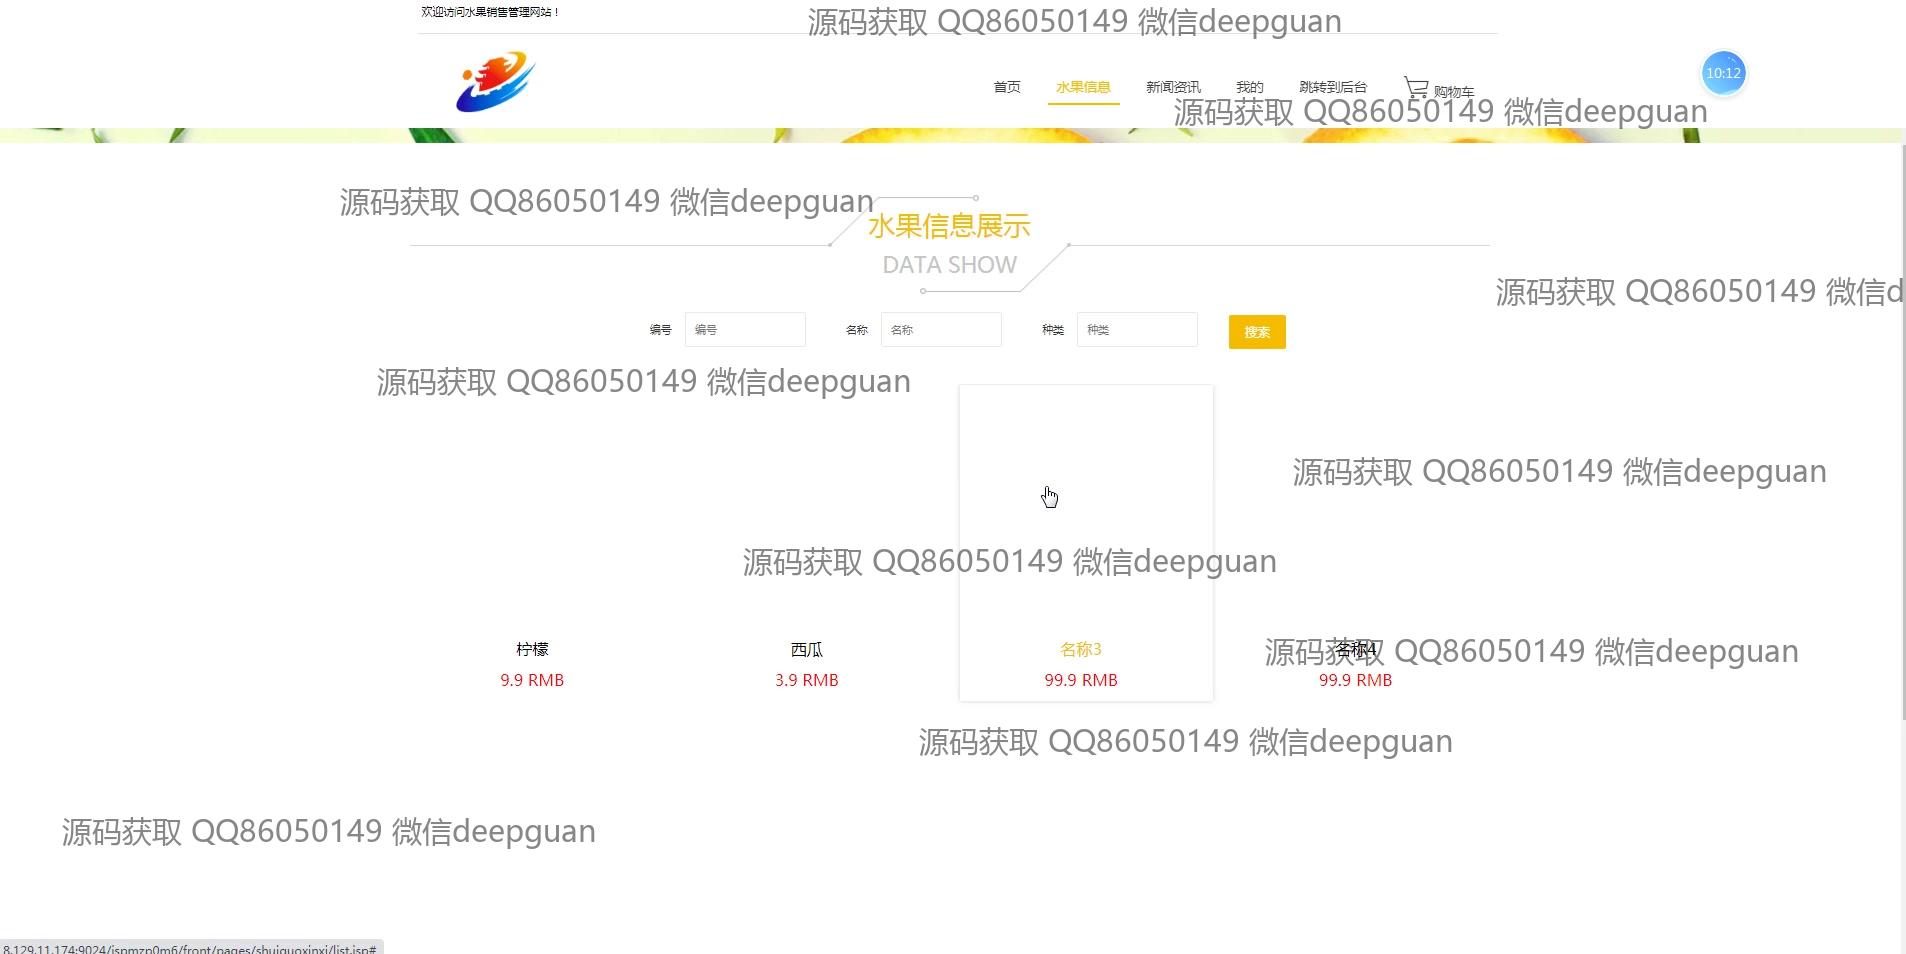 欢迎访问水果销售管理网站！
源码获取 QQ86050149 微信deepguan
首页 水果信息 新闻资讯 我的 跳转到后台 购物车
10:12
源码获取 QQ86050149 微信deepguan
源码获取 QQ86050149 微信deepguan
水果信息展示
DATA SHOW
源码获取 QQ86050149 微信d
编号 编号 名称 名称 种类 种类 搜索
源码获取 QQ86050149 微信deepguan
源码获取 QQ86050149 微信deepguan
源码获取 QQ86050149 微信deepguan
柠檬 西瓜 名称3 名称4
源码获取 QQ86050149 微信deepguan
9.9 RMB 3.9 RMB 99.9 RMB 99.9 RMB
源码获取 QQ86050149 微信deepguan
源码获取 QQ86050149 微信deepguan
8.129.11.174:9024/jspmzp0m6/front/pages/shuiguoxinxi/list.jsp#